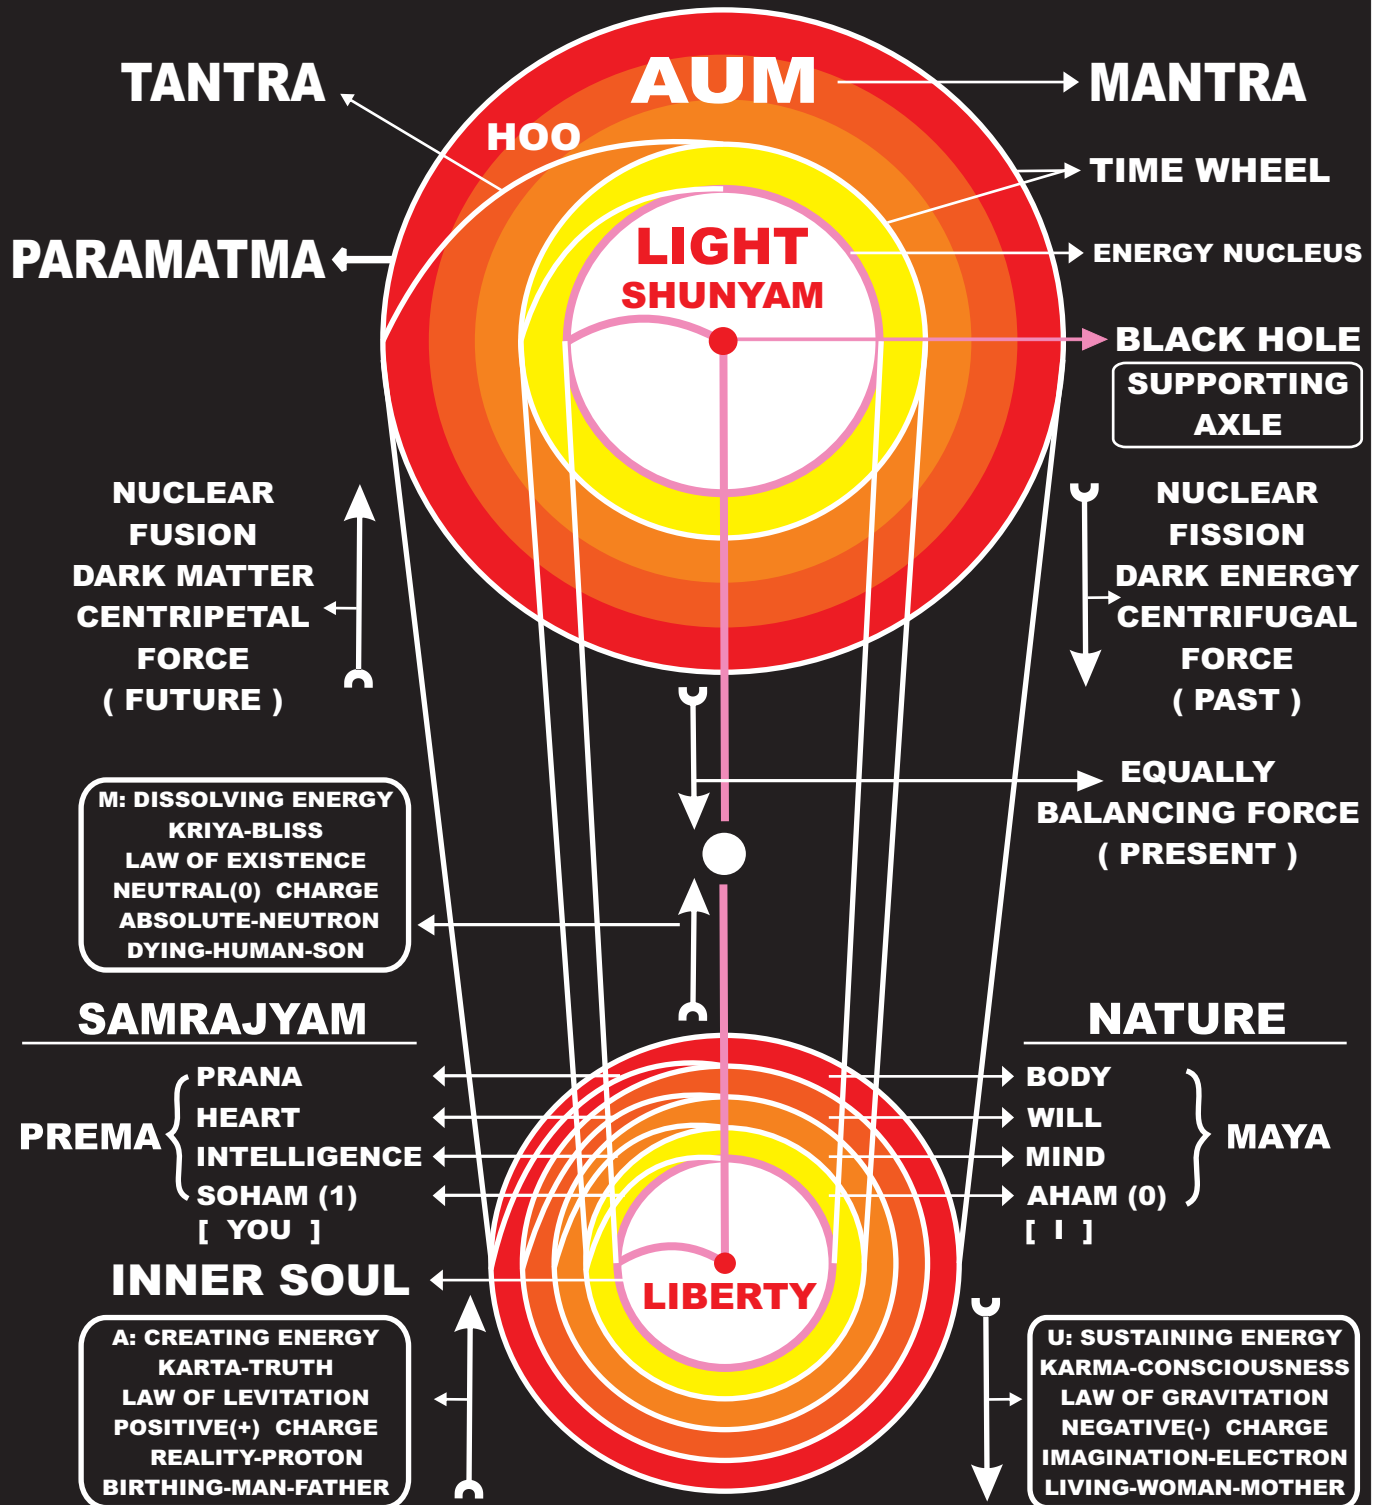 TANTRA
AUM
MANTRA
HOO
TIME WHEEL
PARAMATMA
LIGHT
SHUNYAM
ENERGY NUCLEUS
BLACK HOLE
SUPPORTING
AXLE
NUCLEAR
FUSION
DARK MATTER
CENTRIPETAL
FORCE
( FUTURE )
NUCLEAR
FISSION
DARK ENERGY
CENTRIFUGAL
FORCE
( PAST )
EQUALLY
BALANCING FORCE
( PRESENT )
M: DISSOLVING ENERGY
KRIYA-BLISS
LAW OF EXISTENCE
NEUTRAL(0) CHARGE
ABSOLUTE-NEUTRON
DYING-HUMAN-SON
SAMRAJYAM
PREMA
PRANA
HEART
INTELLIGENCE
SOHAM (1)
[ YOU ]
NATURE
BODY
WILL
MIND
AHAM (0)
[ I ]
MAYA
INNER SOUL
LIBERTY
A: CREATING ENERGY
KARTA-TRUTH
LAW OF LEVITATION
POSITIVE(+) CHARGE
REALITY-PROTON
BIRTHING-MAN-FATHER
U: SUSTAINING ENERGY
KARMA-CONSCIOUSNESS
LAW OF GRAVITATION
NEGATIVE(-) CHARGE
IMAGINATION-ELECTRON
LIVING-WOMAN-MOTHER